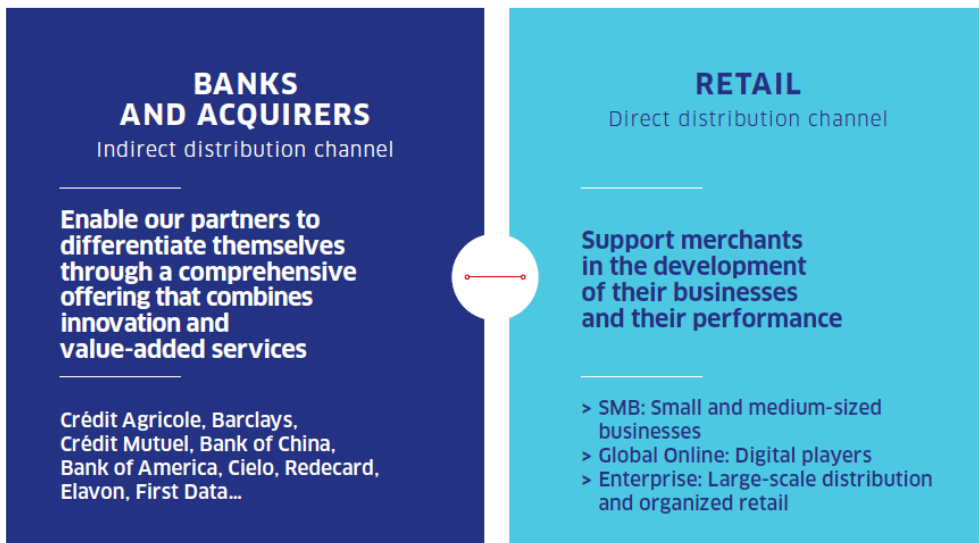 BANKS
AND ACQUIRERS
Indirect distribution channel
Enable our partners to
differentiate themselves
through a comprehensive
offering that combines
innovation and
value-added services
Crédit Agricole, Barclays,
Crédit Mutuel, Bank of China,
Bank of America, Cielo, Redecard,
Elavon, First Data...
RETAIL
Direct distribution channel
Support merchants
in the development
of their businesses
and their performance
> SMB: Small and medium-sized
businesses
> Global Online: Digital players
> Enterprise: Large-scale distribution
and organized retail